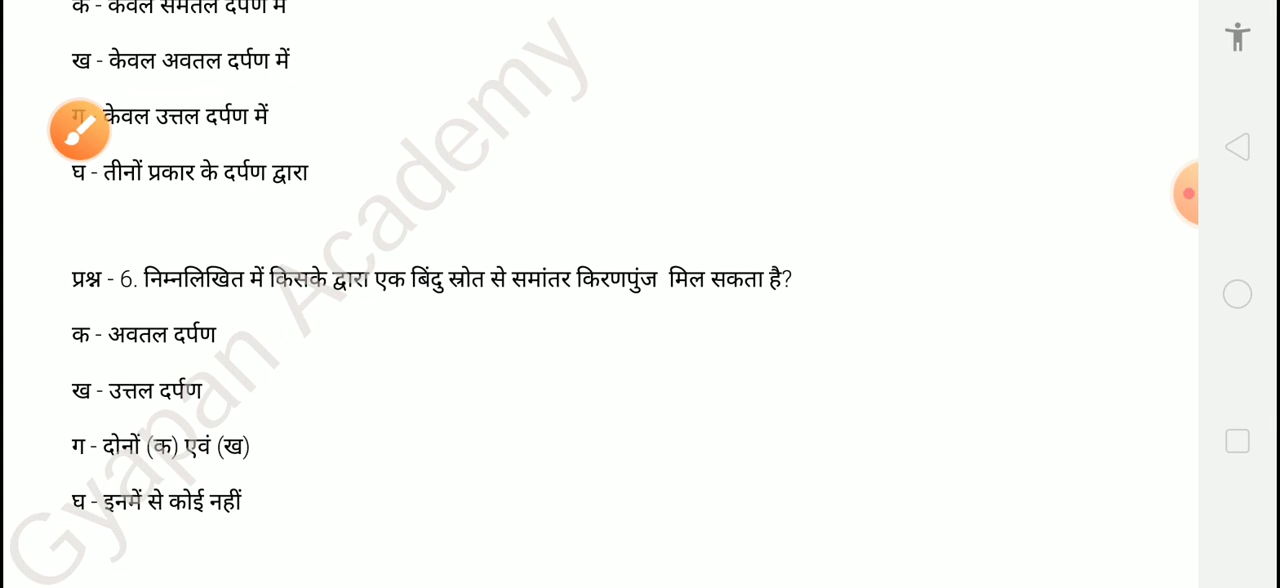 क - केवल समतल दर्पण में
ख - केवल अवतल दर्पण में
ग - केवल उत्तल दर्पण में
घ - तीनों प्रकार के दर्पण द्वारा
प्रश्न - 6. निम्नलिखित में किसके द्वारा एक बिंदु स्रोत से समांतर किरणपुंज मिल सकता है?
क - अवतल दर्पण
ख - उत्तल दर्पण
ग - दोनों (क) एवं (ख)
घ - इनमें से कोई नहीं
Gyapan Academy